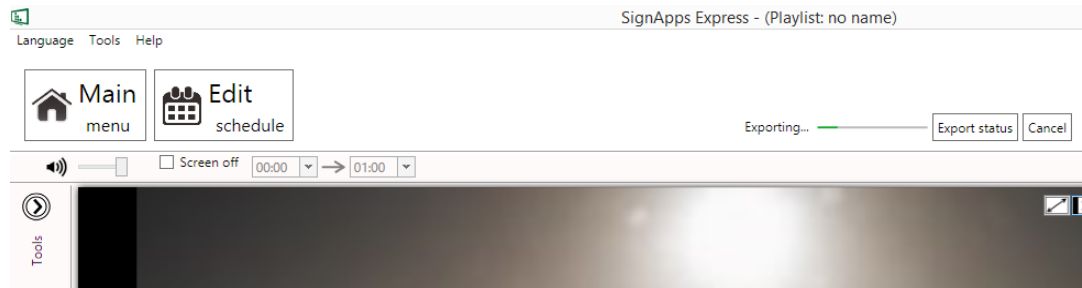 SignApps Express - (Playlist: no name)
Language Tools Help
Main menu
Edit schedule
Exporting... Export status Cancel
Screen off 00:00 01:00
Tools